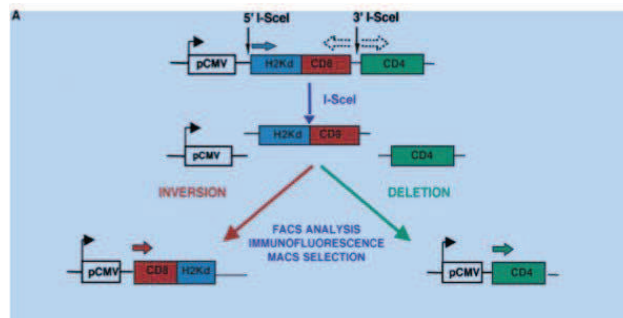 A
5' I-SceI 3' I-SceI
pCMV H2Kd CD8 CD4
I-SceI
pCMV H2Kd CD8 CD4
INVERSION DELETION
FACS ANALYSIS
IMMUNOFLUORESCENCE
MACS SELECTION
pCMV CD8 H2Kd pCMV CD4